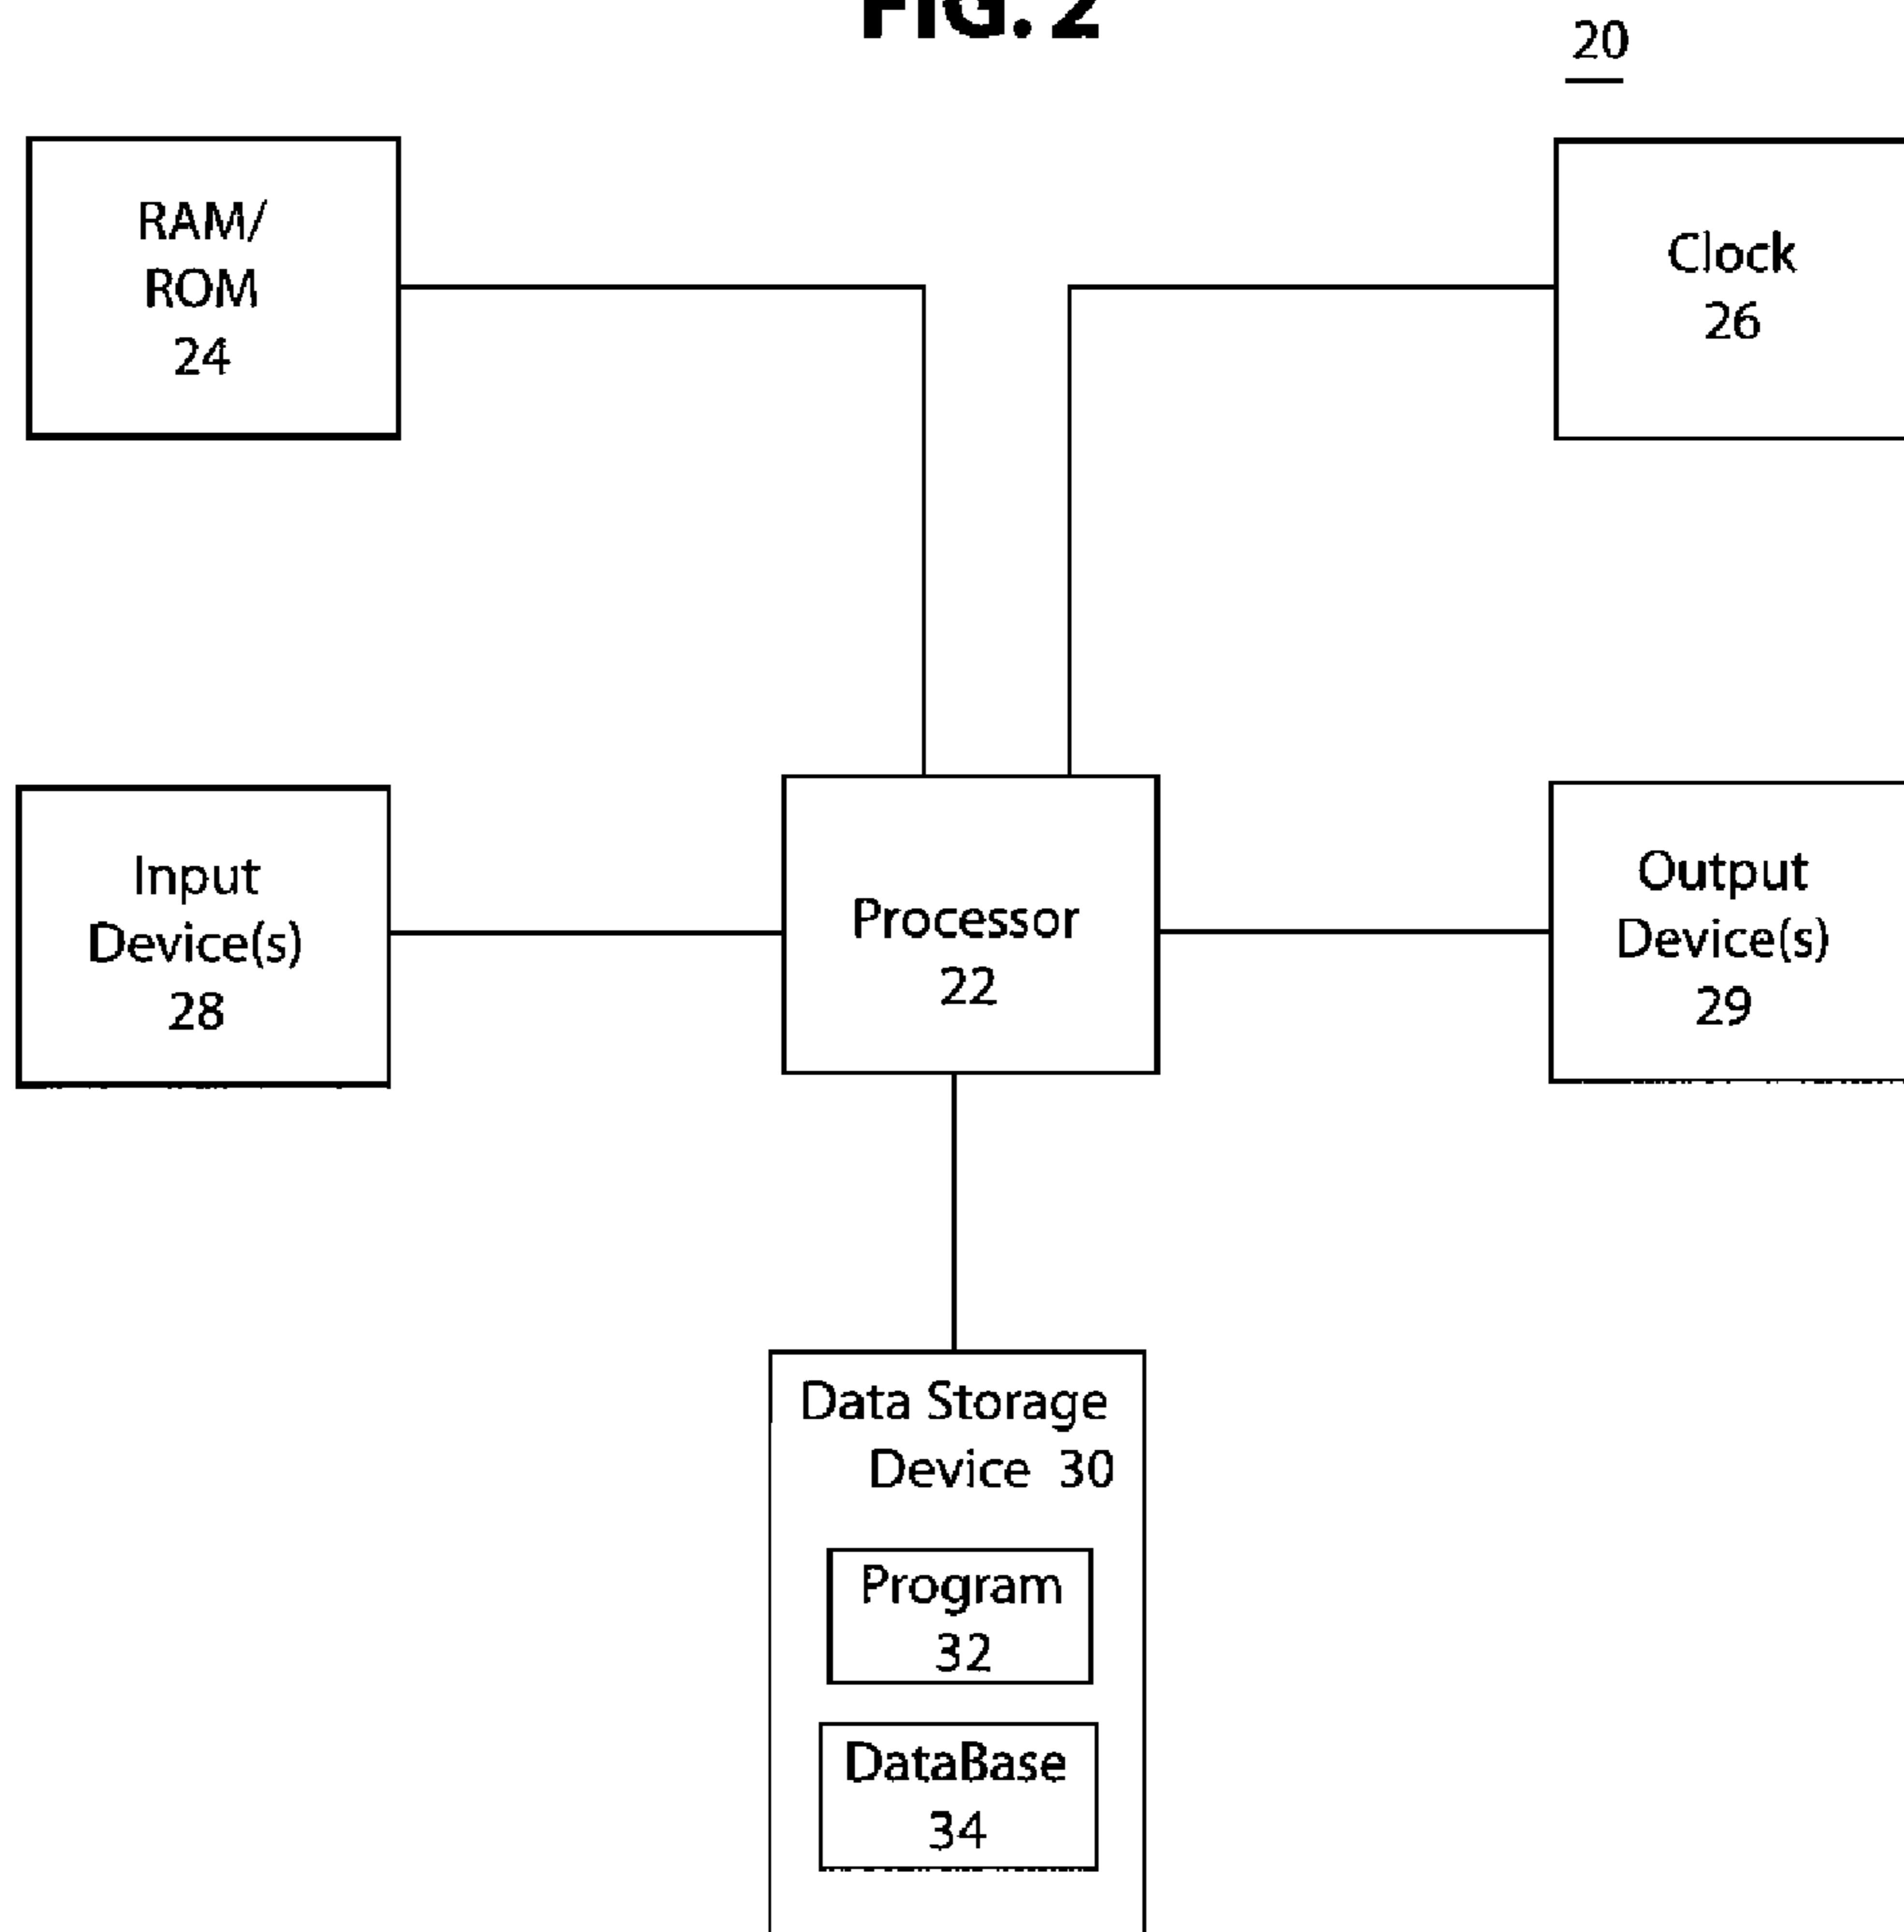 FIG. 2
20
RAM/
ROM
24
Clock
26
Input
Device(s)
28
Processor
22
Output
Device(s)
29
Data Storage
Device 30
Program
32
DataBase
34